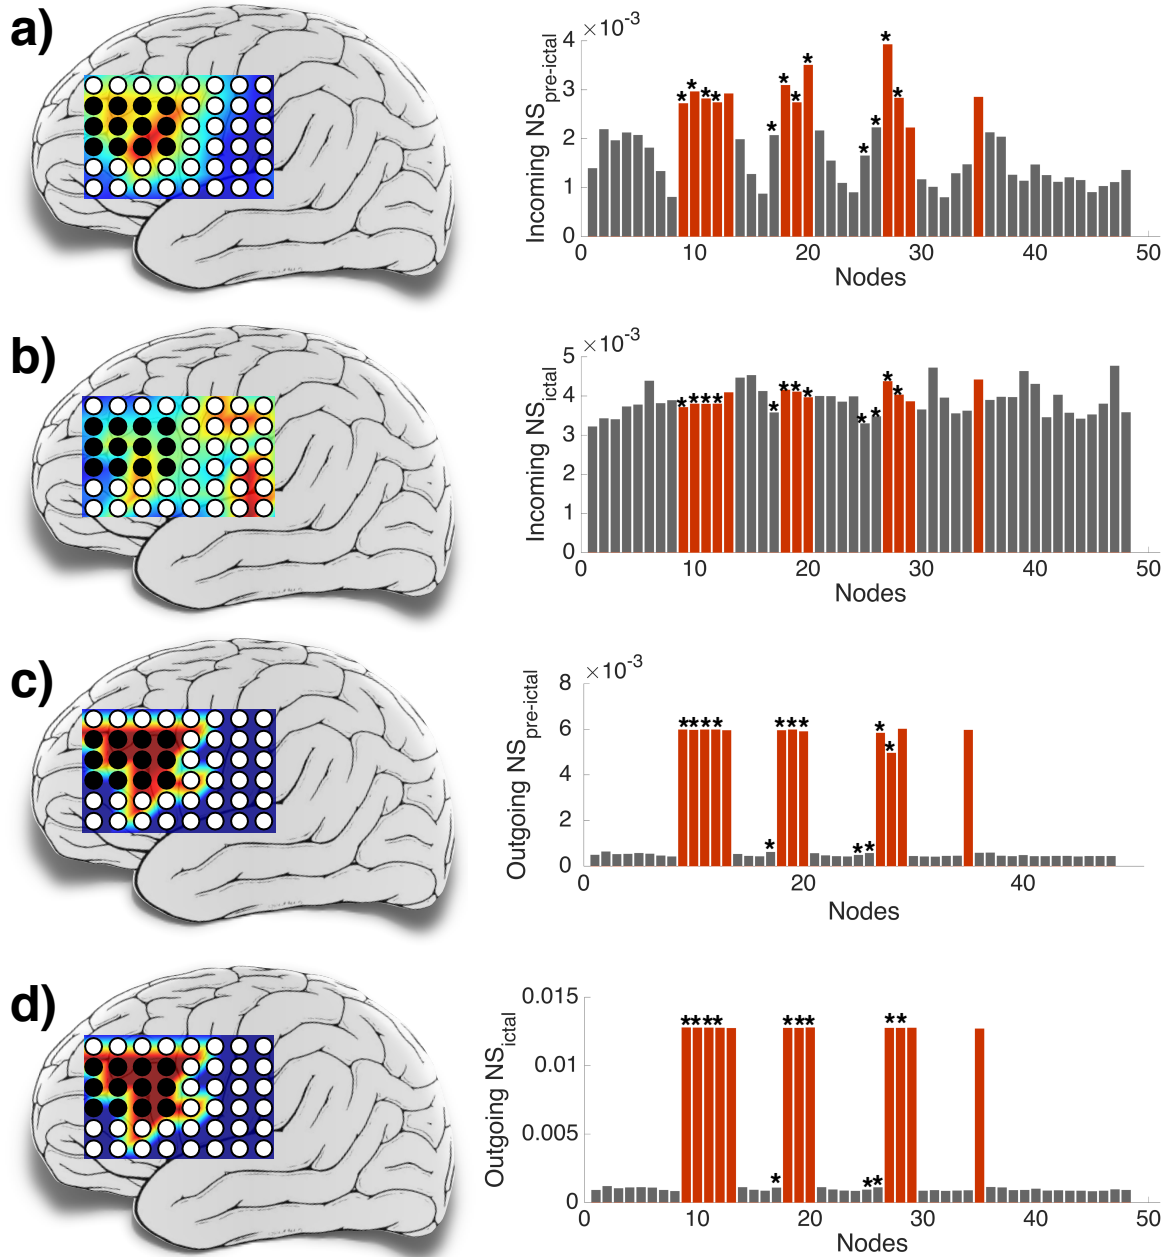 a)
×10⁻³
4
3
2
1
0
Incoming NSpre-ictal
* * * * * * * * * * * *
0 10 20 30 40 50
Nodes
b)
×10⁻³
5
4
3
2
1
0
Incoming NSictal
* * * * * * * * * * * *
0 10 20 30 40 50
Nodes
c)
×10⁻³
8
6
4
2
0
Outgoing NSpre-ictal
* * * * * * * * * * * *
0 20 40
Nodes
d)
0.015
0.01
0.005
0
Outgoing NSictal
* * * * * * * * * * * *
0 10 20 30 40 50
Nodes